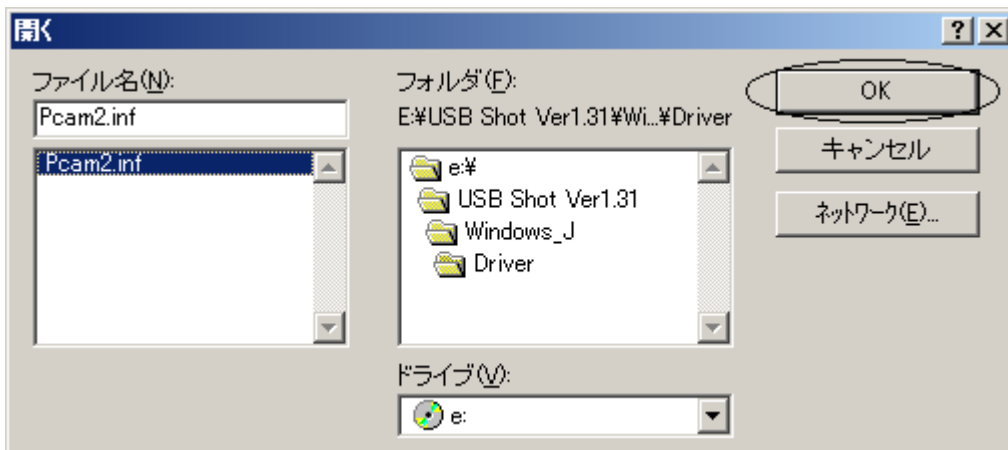 開く
ファイル名(N):
Pcam2.inf
Pcam2.inf
フォルダ(F):
E:¥USB Shot Ver1.31¥Wi...¥Driver
e:¥
USB Shot Ver1.31
Windows_J
Driver
ドライブ(V):
e:
OK
キャンセル
ネットワーク(E)...